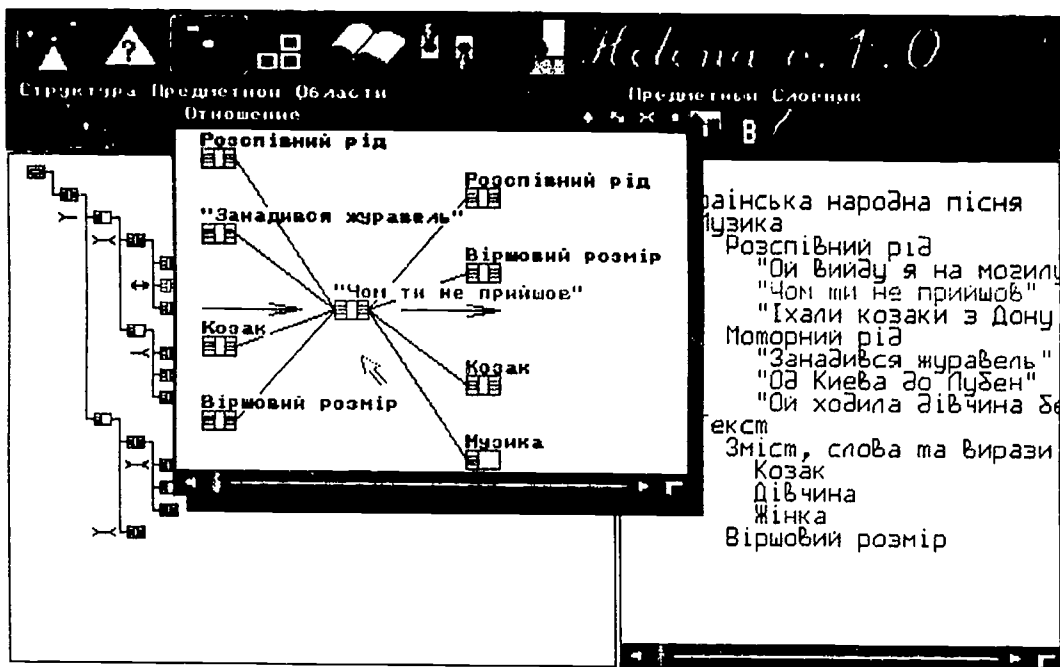 ?
Helena v.1.0
Структура Предметной Области
Предметный Словник
Отношение
В
Розспівний рід
"Занадився журавель"
"Чом ти не прийшов"
Козак
Віршовий розмір
Розспівний рід
Віршовий розмір
Козак
Музика
раїнська народна пісня
Музика
Розспівний рід
"Ой вийду я на могилу
"Чом ти не прийшов"
"Їхали козаки з Дону
Моторний рід
"Занадився журавель"
"Од Києва до Лубен"
"Ой ходила дівчина бе
екст
Зміст, слова та вирази
Козак
Дівчина
Жінка
Віршовий розмір